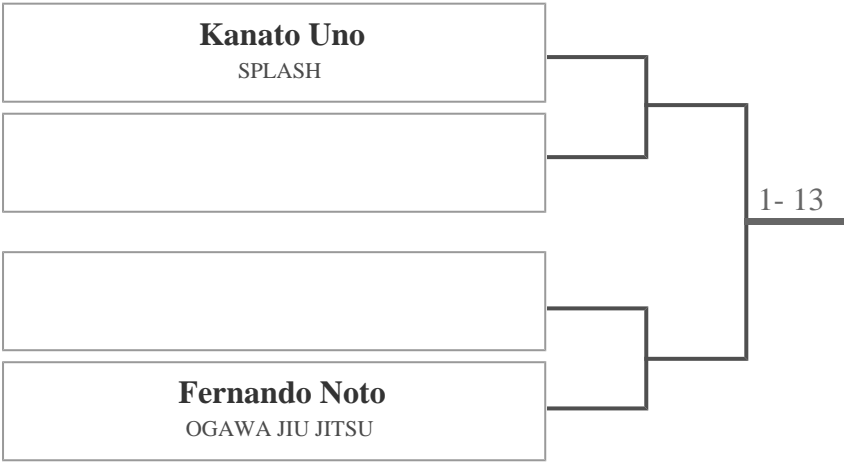 Kanato Uno
SPLASH
1- 13
Fernando Noto
OGAWA JIU JITSU